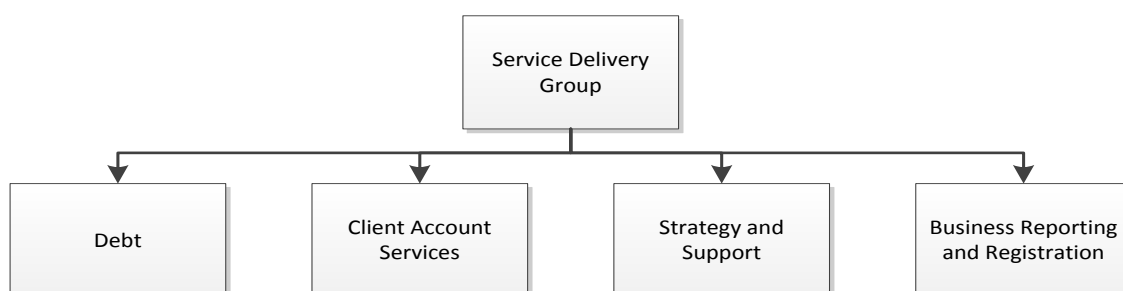 Service Delivery
Group
Debt
Client Account
Services
Strategy and
Support
Business Reporting
and Registration